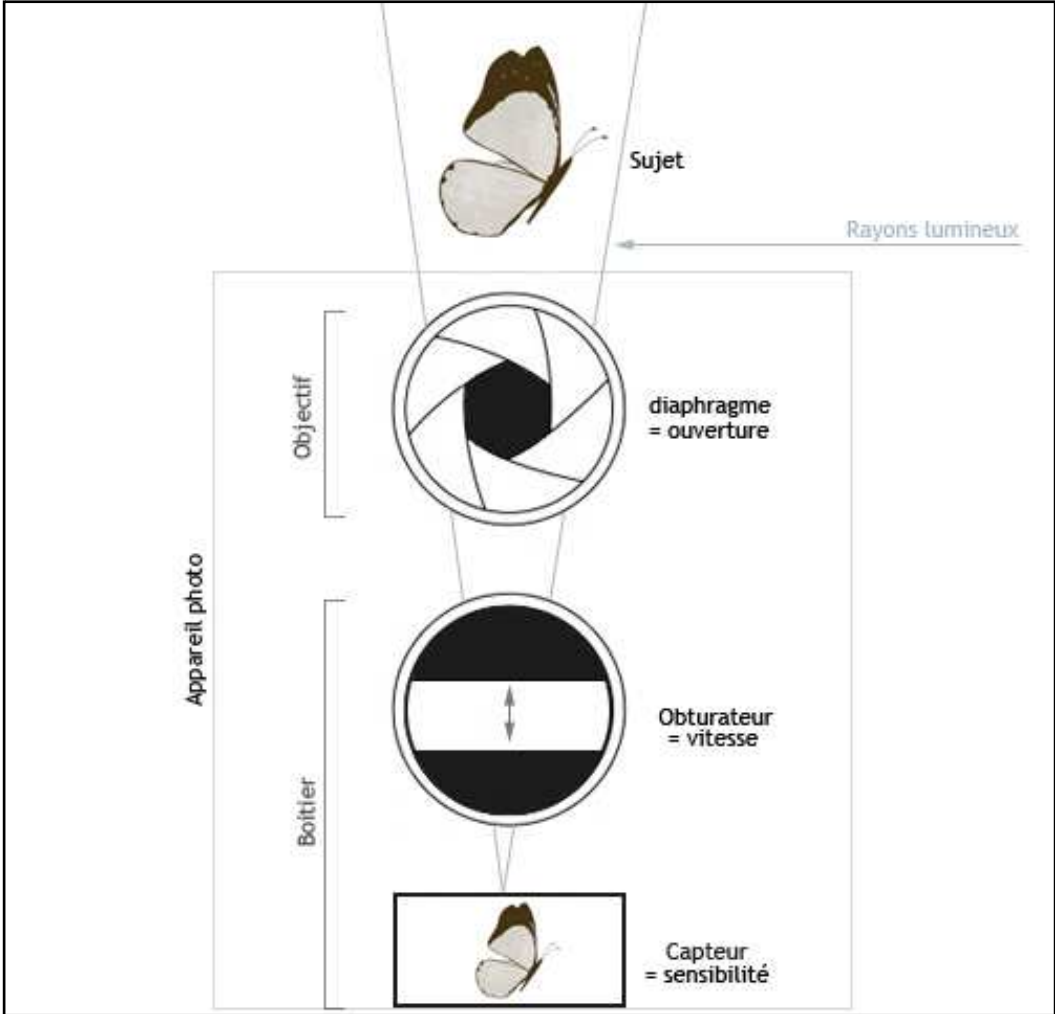 Sujet
Rayons lumineux
Objectif
diaphragme
= ouverture
Appareil photo
Obturateur
= vitesse
Boitier
Capteur
= sensibilité